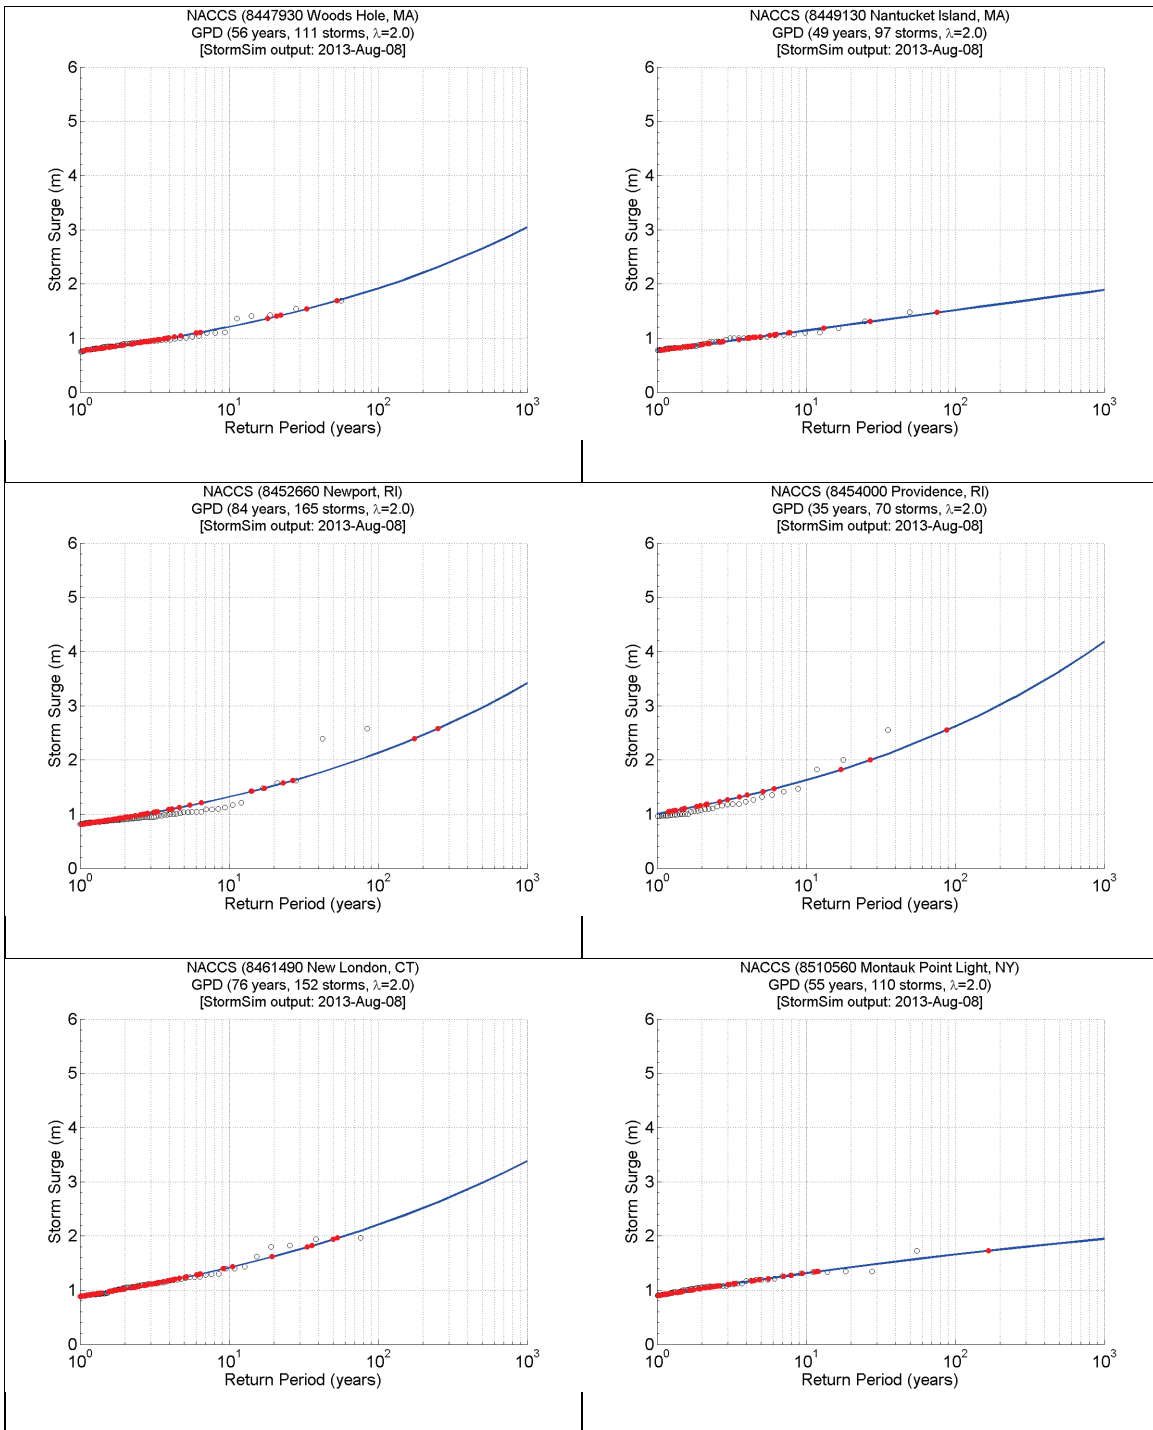 NACCS (8447930 Woods Hole, MA)
GPD (56 years, 111 storms, λ=2.0)
[StormSim output: 2013-Aug-08]
6
5
4
3
2
1
0
Storm Surge (m)
10^0 10^1 10^2 10^3
Return Period (years)
NACCS (8449130 Nantucket Island, MA)
GPD (49 years, 97 storms, λ=2.0)
[StormSim output: 2013-Aug-08]
6
5
4
3
2
1
0
Storm Surge (m)
10^0 10^1 10^2 10^3
Return Period (years)
NACCS (8452660 Newport, RI)
GPD (84 years, 165 storms, λ=2.0)
[StormSim output: 2013-Aug-08]
6
5
4
3
2
1
0
Storm Surge (m)
10^0 10^1 10^2 10^3
Return Period (years)
NACCS (8454000 Providence, RI)
GPD (35 years, 70 storms, λ=2.0)
[StormSim output: 2013-Aug-08]
6
5
4
3
2
1
0
Storm Surge (m)
10^0 10^1 10^2 10^3
Return Period (years)
NACCS (8461490 New London, CT)
GPD (76 years, 152 storms, λ=2.0)
[StormSim output: 2013-Aug-08]
6
5
4
3
2
1
0
Storm Surge (m)
10^0 10^1 10^2 10^3
Return Period (years)
NACCS (8510560 Montauk Point Light, NY)
GPD (55 years, 110 storms, λ=2.0)
[StormSim output: 2013-Aug-08]
6
5
4
3
2
1
0
Storm Surge (m)
10^0 10^1 10^2 10^3
Return Period (years)